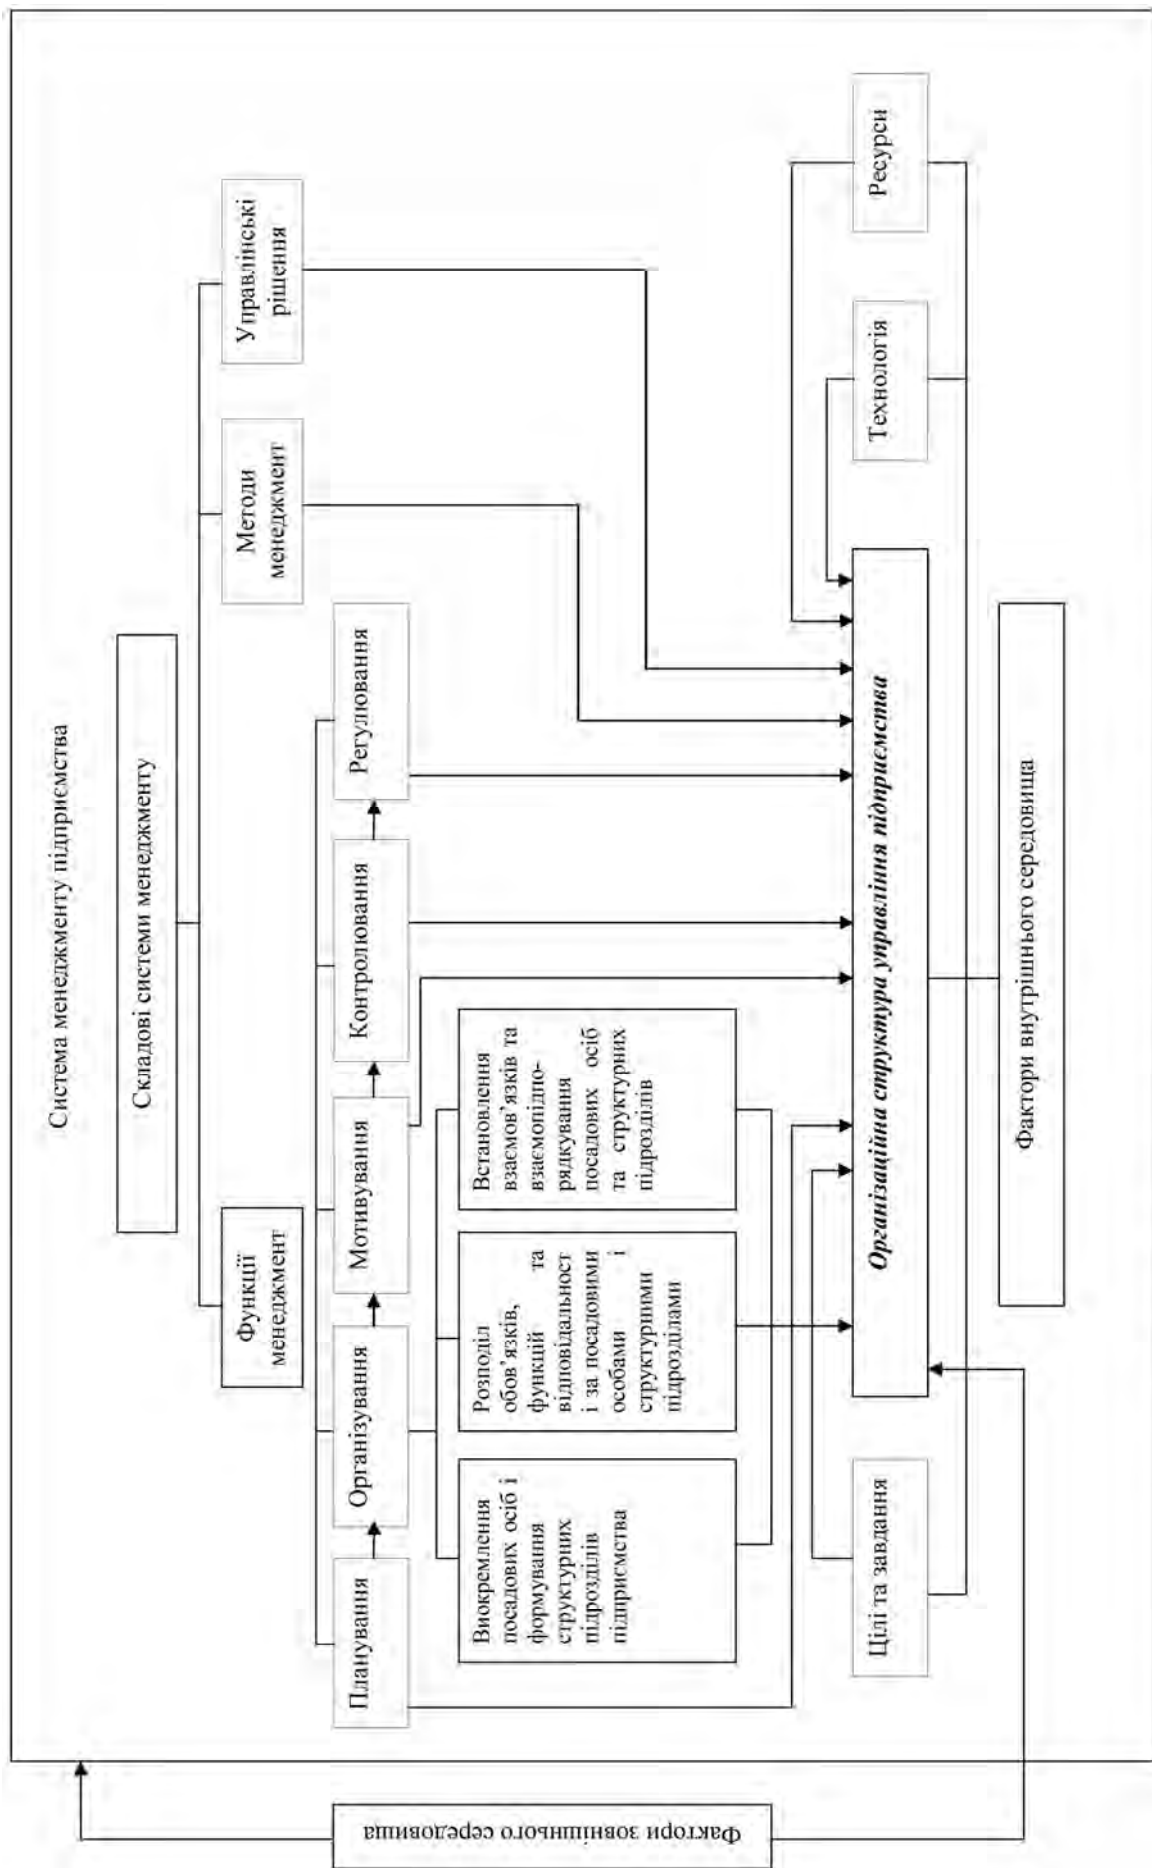 Система менеджменту підприємства
Складові системи менеджменту
Функції
менеджмент
Методи
менеджмент
Управлінські
рішення
Планування
Організування
Мотивування
Контролювання
Регулювання
Виокремлення
посадових осіб і
формування
структурних
підрозділів
підприємства
Розподіл
обов'язків,
функцій та
відповідальност
і за посадовими
особами і
структурними
підрозділами
Встановлення
взаємов'язків та
взаємопідпо-
рядкування
посадових осіб
та структурних
підрозділів
Цілі та завдання
Організаційна структура управління підприємства
Технологія
Ресурси
Фактори внутрішнього середовища
Фактори зовнішнього середовища